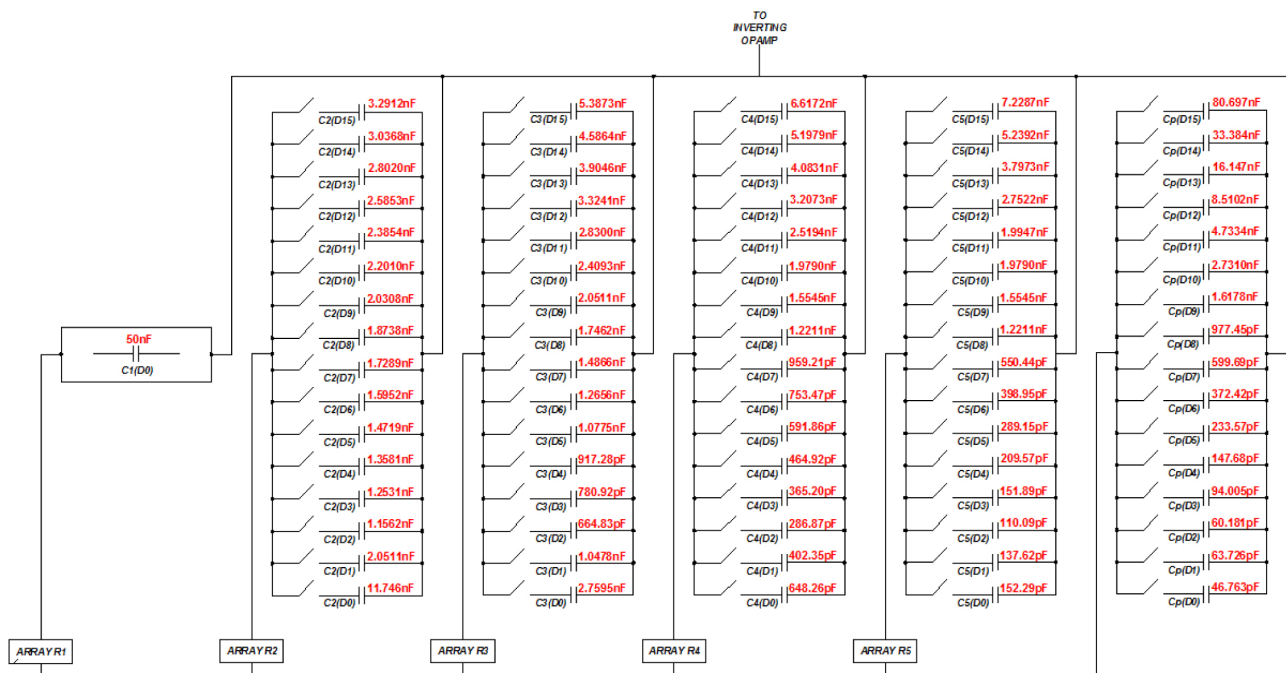 TO
INVERTING
OPAMP
50nF
C1(D0)
ARRAY R1
3.2912nF
C2(D15)
3.0368nF
C2(D14)
2.8020nF
C2(D13)
2.5853nF
C2(D12)
2.3854nF
C2(D11)
2.2010nF
C2(D10)
2.0308nF
C2(D9)
1.8738nF
C2(D8)
1.7289nF
C2(D7)
1.5952nF
C2(D6)
1.4719nF
C2(D5)
1.3581nF
C2(D4)
1.2531nF
C2(D3)
1.1562nF
C2(D2)
2.0511nF
C2(D1)
11.746nF
C2(D0)
ARRAY R2
5.3873nF
C3(D15)
4.5864nF
C3(D14)
3.9046nF
C3(D13)
3.3241nF
C3(D12)
2.8300nF
C3(D11)
2.4093nF
C3(D10)
2.0511nF
C3(D9)
1.7462nF
C3(D8)
1.4866nF
C3(D7)
1.2656nF
C3(D6)
1.0775nF
C3(D5)
917.28pF
C3(D4)
780.92pF
C3(D3)
664.83pF
C3(D2)
1.0478nF
C3(D1)
2.7595nF
C3(D0)
ARRAY R3
6.6172nF
C4(D15)
5.1979nF
C4(D14)
4.0831nF
C4(D13)
3.2073nF
C4(D12)
2.5194nF
C4(D11)
1.9790nF
C4(D10)
1.5545nF
C4(D9)
1.2211nF
C4(D8)
959.21pF
C4(D7)
753.47pF
C4(D6)
591.86pF
C4(D5)
464.92pF
C4(D4)
365.20pF
C4(D3)
286.87pF
C4(D2)
402.35pF
C4(D1)
648.26pF
C4(D0)
ARRAY R4
7.2287nF
C5(D15)
5.2392nF
C5(D14)
3.7973nF
C5(D13)
2.7522nF
C5(D12)
1.9947nF
C5(D11)
1.9790nF
C5(D10)
1.5545nF
C5(D9)
1.2211nF
C5(D8)
550.44pF
C5(D7)
398.95pF
C5(D6)
289.15pF
C5(D5)
209.57pF
C5(D4)
151.89pF
C5(D3)
110.09pF
C5(D2)
137.62pF
C5(D1)
152.29pF
C5(D0)
ARRAY R5
80.697nF
Cp(D15)
33.384nF
Cp(D14)
16.147nF
Cp(D13)
8.5102nF
Cp(D12)
4.7334nF
Cp(D11)
2.7310nF
Cp(D10)
1.6178nF
Cp(D9)
977.45pF
Cp(D8)
599.69pF
Cp(D7)
372.42pF
Cp(D6)
233.57pF
Cp(D5)
147.68pF
Cp(D4)
94.005pF
Cp(D3)
60.181pF
Cp(D2)
63.726pF
Cp(D1)
46.763pF
Cp(D0)